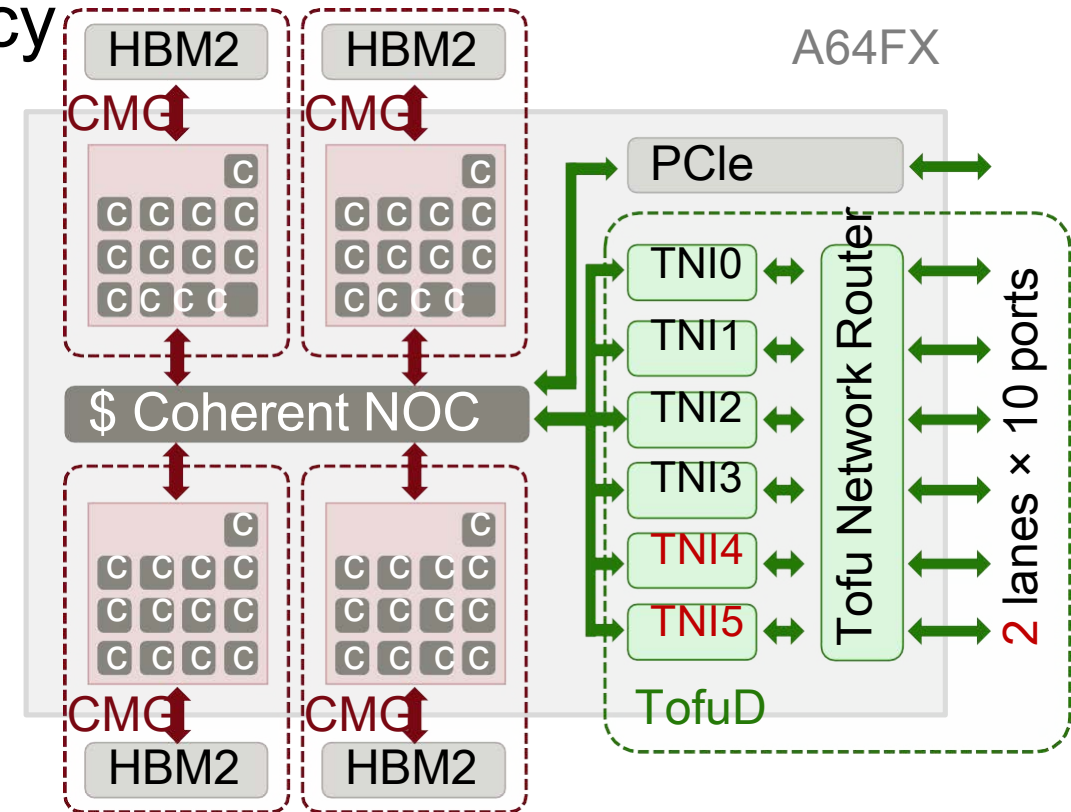 cy
A64FX
HBM2 HBM2
CMG CMG
C C
C C C C C C C C
C C C C C C C C
C C C C C C C C
$ Coherent NOC
C C
C C C C C C C C
C C C C C C C C
C C C C C C C C
CMG CMG
HBM2 HBM2
PCIe
TNI0
TNI1
TNI2
TNI3
TNI4
TNI5
Tofu Network Router
2 lanes × 10 ports
TofuD